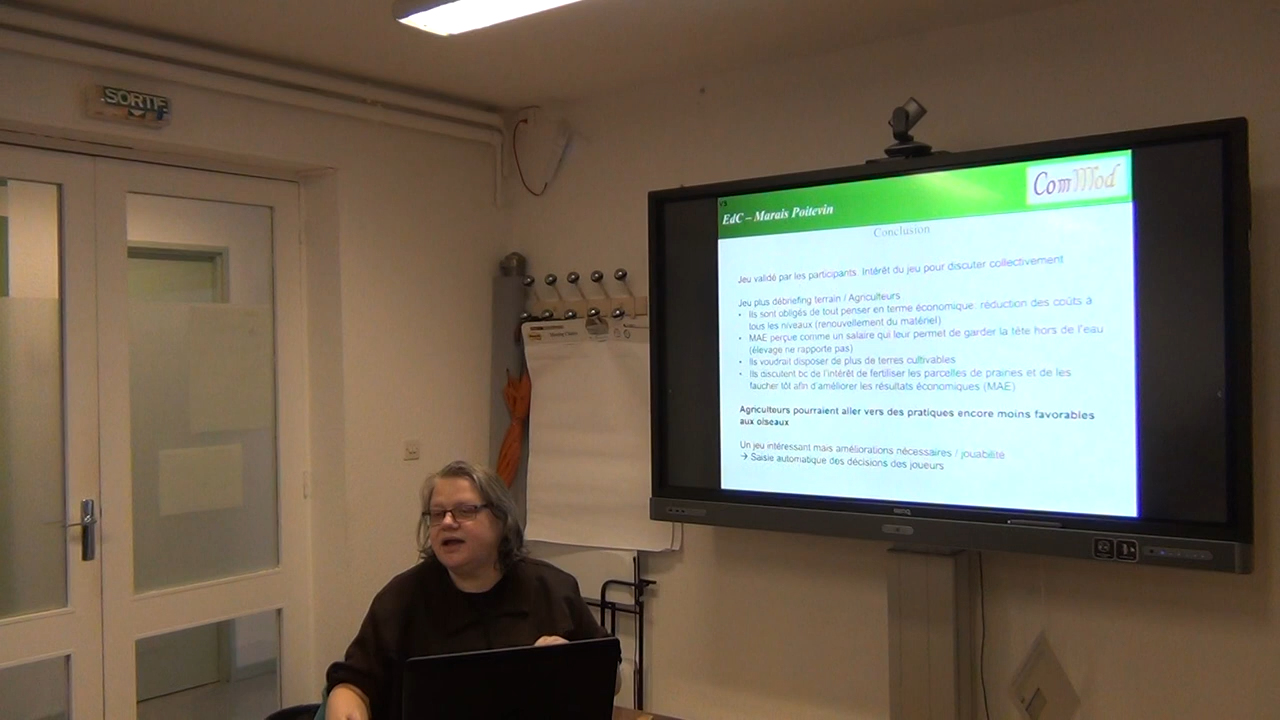 SORTIE
ComMod
EdC – Marais Poitevin
Conclusion
Jeu validé par les participants. Intérêt du jeu pour discuter collectivement
Jeu plus débriefing terrain / Agriculteurs
• Ils sont obligés de tout penser en terme économique : réduction des coûts à
tous les niveaux (renouvellement du matériel)
• MAE perçue comme un salaire qui leur permet de garder la tête hors de l'eau
(élevage ne rapporte pas)
• Ils voudrait disposer de plus de terres cultivables
• Ils discutent bc de l'intérêt de fertiliser les parcelles de prairies et de les
faucher tôt afin d'améliorer les résultats économiques (MAE)
Agriculteurs pourraient aller vers des pratiques encore moins favorables
aux oiseaux
Un jeu intéressant mais améliorations nécessaires / jouabilité
→ Saisie automatique des décisions des joueurs
BENQ